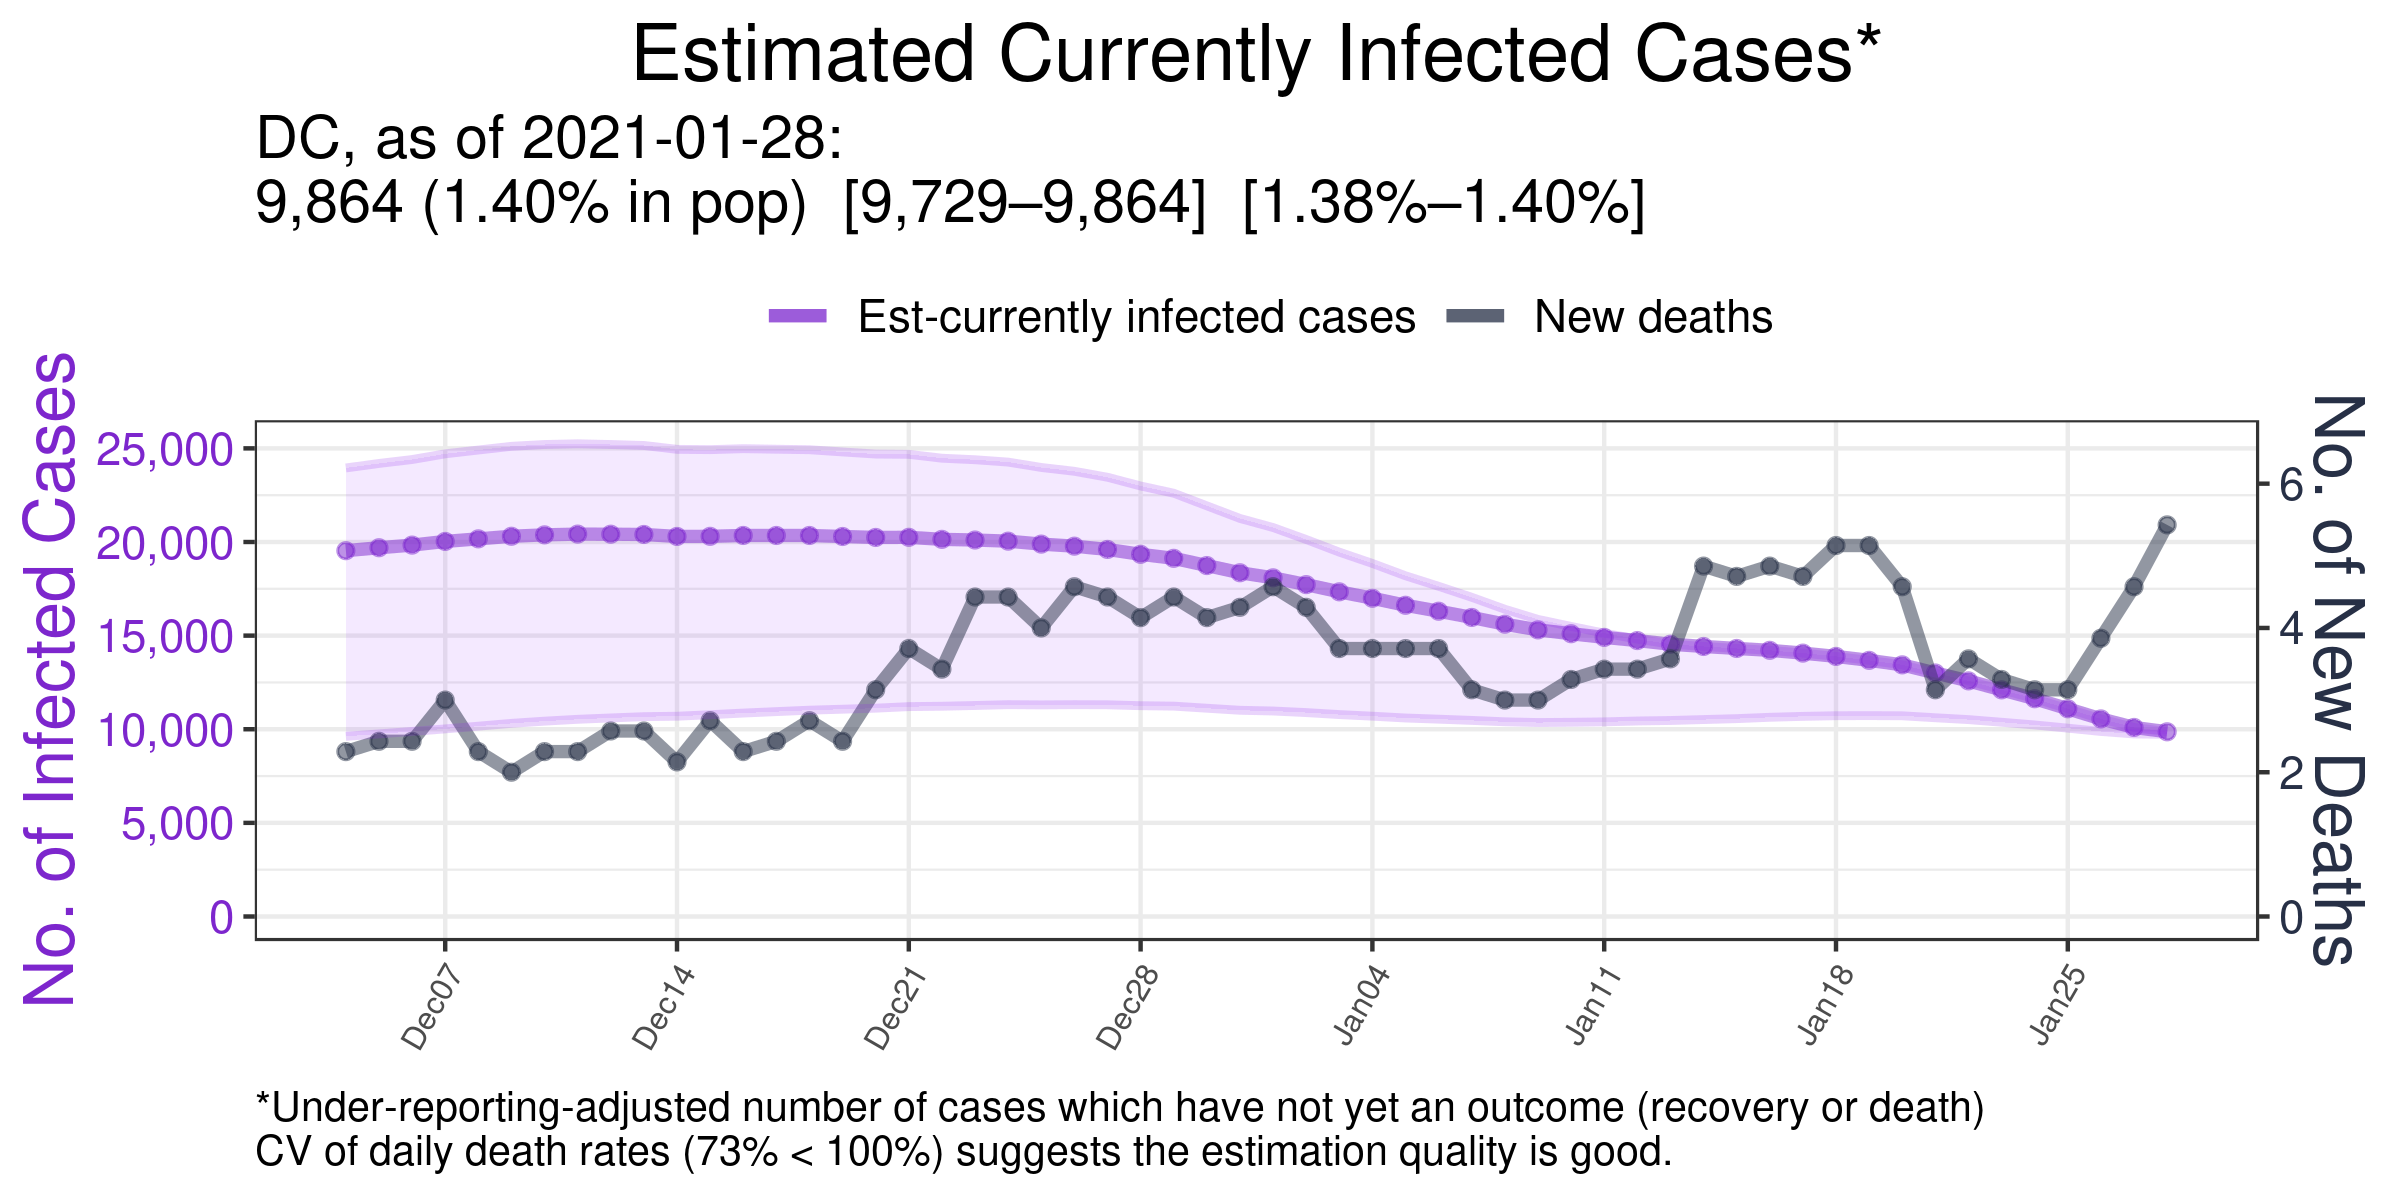 Estimated Currently Infected Cases*
DC, as of 2021-01-28:
9,864 (1.40% in pop)  [9,729–9,864]  [1.38%–1.40%]
Est-currently infected cases
New deaths
No. of Infected Cases
25,000
20,000
15,000
10,000
5,000
0
No. of New Deaths
6
4
2
0
Dec07
Dec14
Dec21
Dec28
Jan04
Jan11
Jan18
Jan25
*Under-reporting-adjusted number of cases which have not yet an outcome (recovery or death)
CV of daily death rates (73% < 100%) suggests the estimation quality is good.